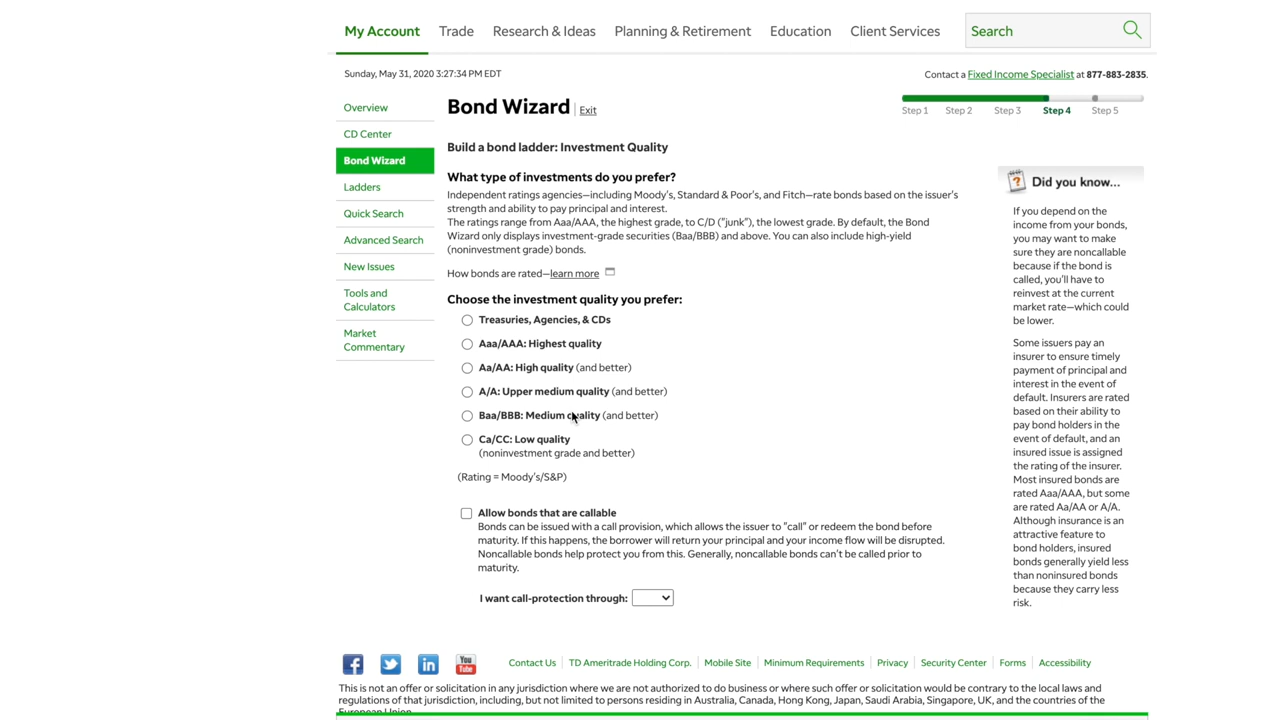 My Account Trade Research & Ideas Planning & Retirement Education Client Services Search
Sunday, May 31, 2020 3:27:34 PM EDT
Contact a Fixed Income Specialist at 877-883-2835.
Overview
CD Center
Bond Wizard
Ladders
Quick Search
Advanced Search
New Issues
Tools and
Calculators
Market
Commentary
Bond Wizard Exit
Step 1 Step 2 Step 3 Step 4 Step 5
Build a bond ladder: Investment Quality
What type of investments do you prefer?
Independent ratings agencies—including Moody's, Standard & Poor's, and Fitch—rate bonds based on the issuer's
strength and ability to pay principal and interest.
The ratings range from Aaa/AAA, the highest grade, to C/D ("junk"), the lowest grade. By default, the Bond
Wizard only displays investment-grade securities (Baa/BBB) and above. You can also include high-yield
(noninvestment grade) bonds.
How bonds are rated—learn more
Choose the investment quality you prefer:
Treasuries, Agencies, & CDs
Aaa/AAA: Highest quality
Aa/AA: High quality (and better)
A/A: Upper medium quality (and better)
Baa/BBB: Medium quality (and better)
Ca/CC: Low quality
(noninvestment grade and better)
(Rating = Moody's/S&P)
Allow bonds that are callable
Bonds can be issued with a call provision, which allows the issuer to "call" or redeem the bond before
maturity. If this happens, the borrower will return your principal and your income flow will be disrupted.
Noncallable bonds help protect you from this. Generally, noncallable bonds can't be called prior to
maturity.
I want call-protection through:
Did you know...
If you depend on the
income from your bonds,
you may want to make
sure they are noncallable
because if the bond is
called, you'll have to
reinvest at the current
market rate—which could
be lower.
Some issuers pay an
insurer to ensure timely
payment of principal and
interest in the event of
default. Insurers are rated
based on their ability to
pay bond holders in the
event of default, and an
insured issue is assigned
the rating of the insurer.
Most insured bonds are
rated Aaa/AAA, but some
are rated Aa/AA or A/A.
Although insurance is an
attractive feature to
bond holders, insured
bonds generally yield less
than noninsured bonds
because they carry less
risk.
You Tube
Contact Us TD Ameritrade Holding Corp. Mobile Site Minimum Requirements Privacy Security Center Forms Accessibility
This is not an offer or solicitation in any jurisdiction where we are not authorized to do business or where such offer or solicitation would be contrary to the local laws and
regulations of that jurisdiction, including, but not limited to persons residing in Australia, Canada, Hong Kong, Japan, Saudi Arabia, Singapore, UK, and the countries of the
European Union.